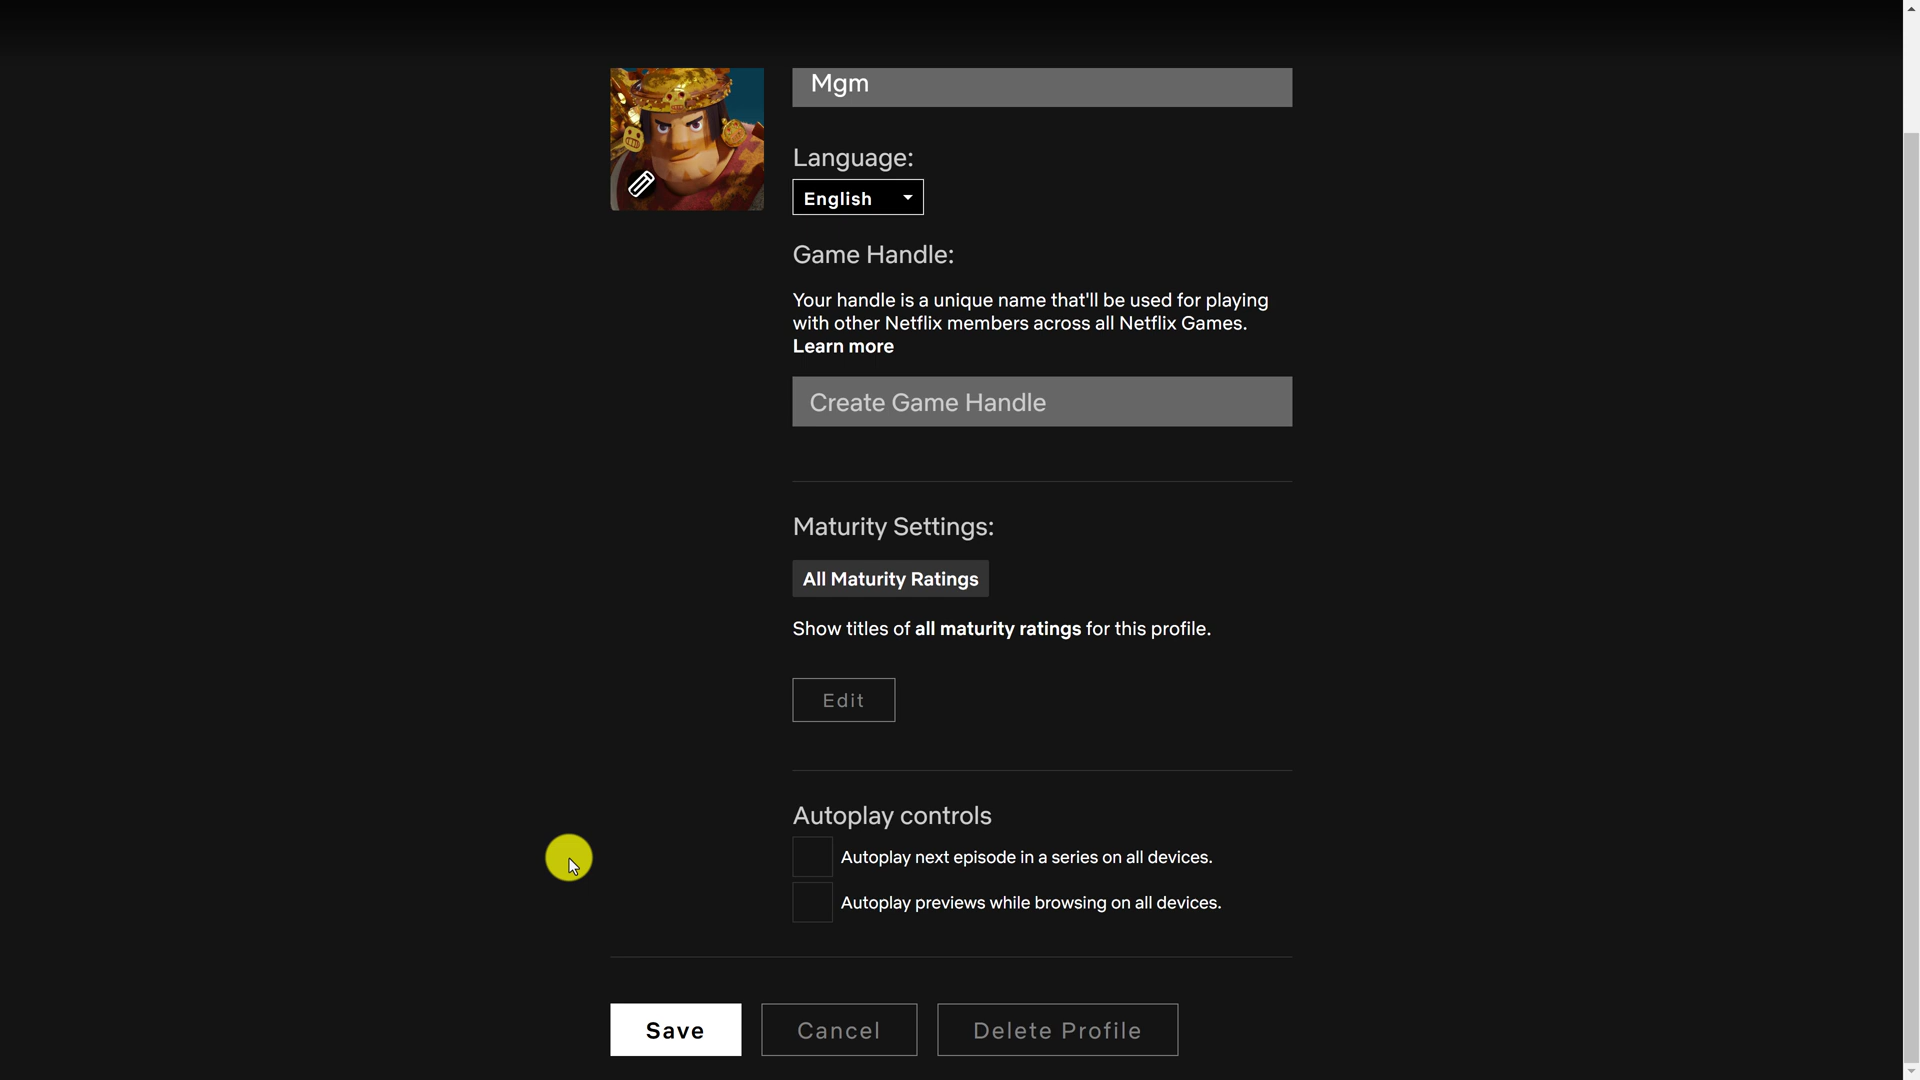 Mgm
Language:
English
Game Handle:
Your handle is a unique name that'll be used for playing
with other Netflix members across all Netflix Games.
Learn more
Create Game Handle
Maturity Settings:
All Maturity Ratings
Show titles of all maturity ratings for this profile.
Edit
Autoplay controls
Autoplay next episode in a series on all devices.
Autoplay previews while browsing on all devices.
Save
Cancel
Delete Profile